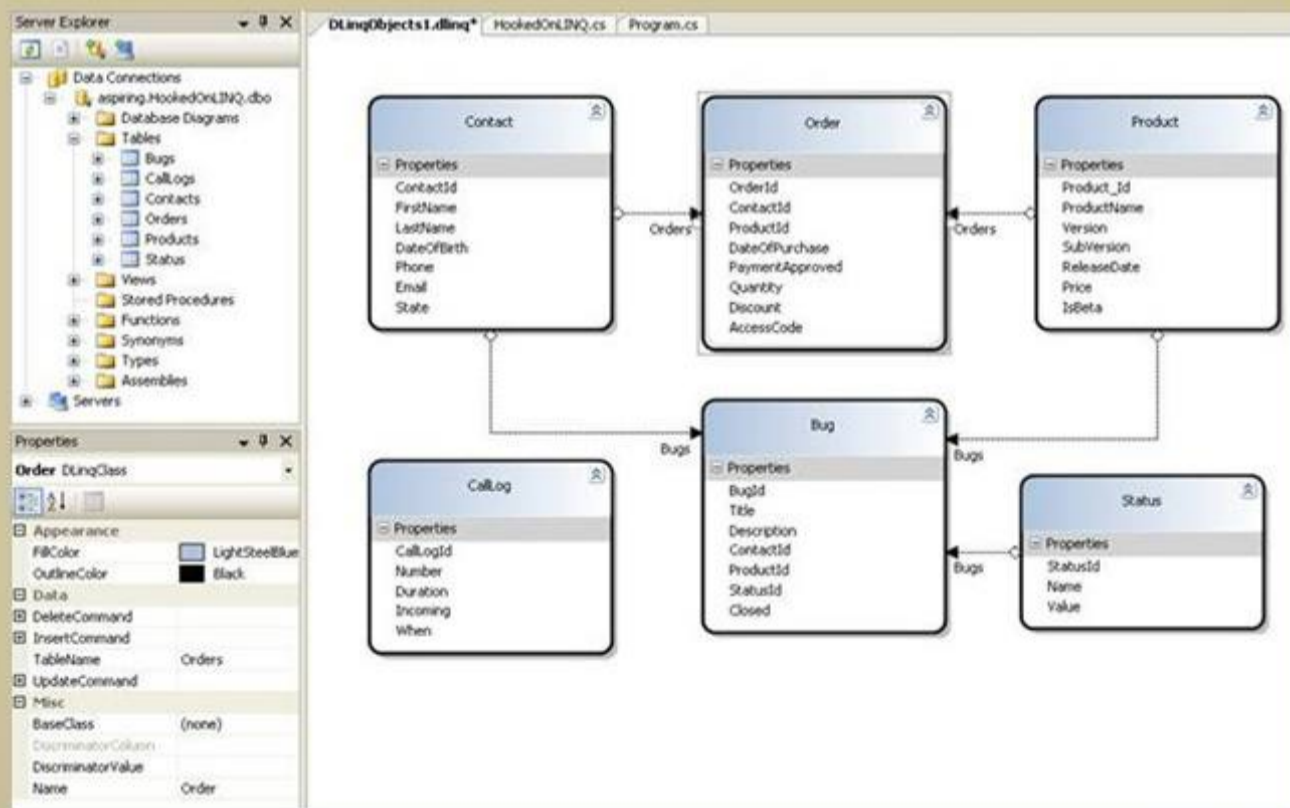 Server Explorer
Data Connections
aspiring.HookedOnLINQ.dbo
Database Diagrams
Tables
Bugs
CallLogs
Contacts
Orders
Products
Status
Views
Stored Procedures
Functions
Synonyms
Types
Assemblies
Servers
Properties
Order DLinqClass
Appearance
FillColor LightSteelBlue
OutlineColor Black
Data
DeleteCommand
InsertCommand
TableName Orders
UpdateCommand
Misc
BaseClass (none)
DiscriminatorColumn
DiscriminatorValue
Name Order
DLinqObjects1.dlinq* HookedOnLINQ.cs Program.cs
Contact
Properties
ContactId
FirstName
LastName
DateOfBirth
Phone
Email
State
Orders
Order
Properties
OrderId
ContactId
ProductId
DateOfPurchase
PaymentApproved
Quantity
Discount
AccessCode
Orders
Product
Properties
Product_Id
ProductName
Version
SubVersion
ReleaseDate
Price
IsBeta
CallLog
Properties
CallLogId
Number
Duration
Incoming
When
Bugs
Bug
Properties
BugId
Title
Description
ContactId
ProductId
StatusId
Closed
Bugs
Bugs
Status
Properties
StatusId
Name
Value